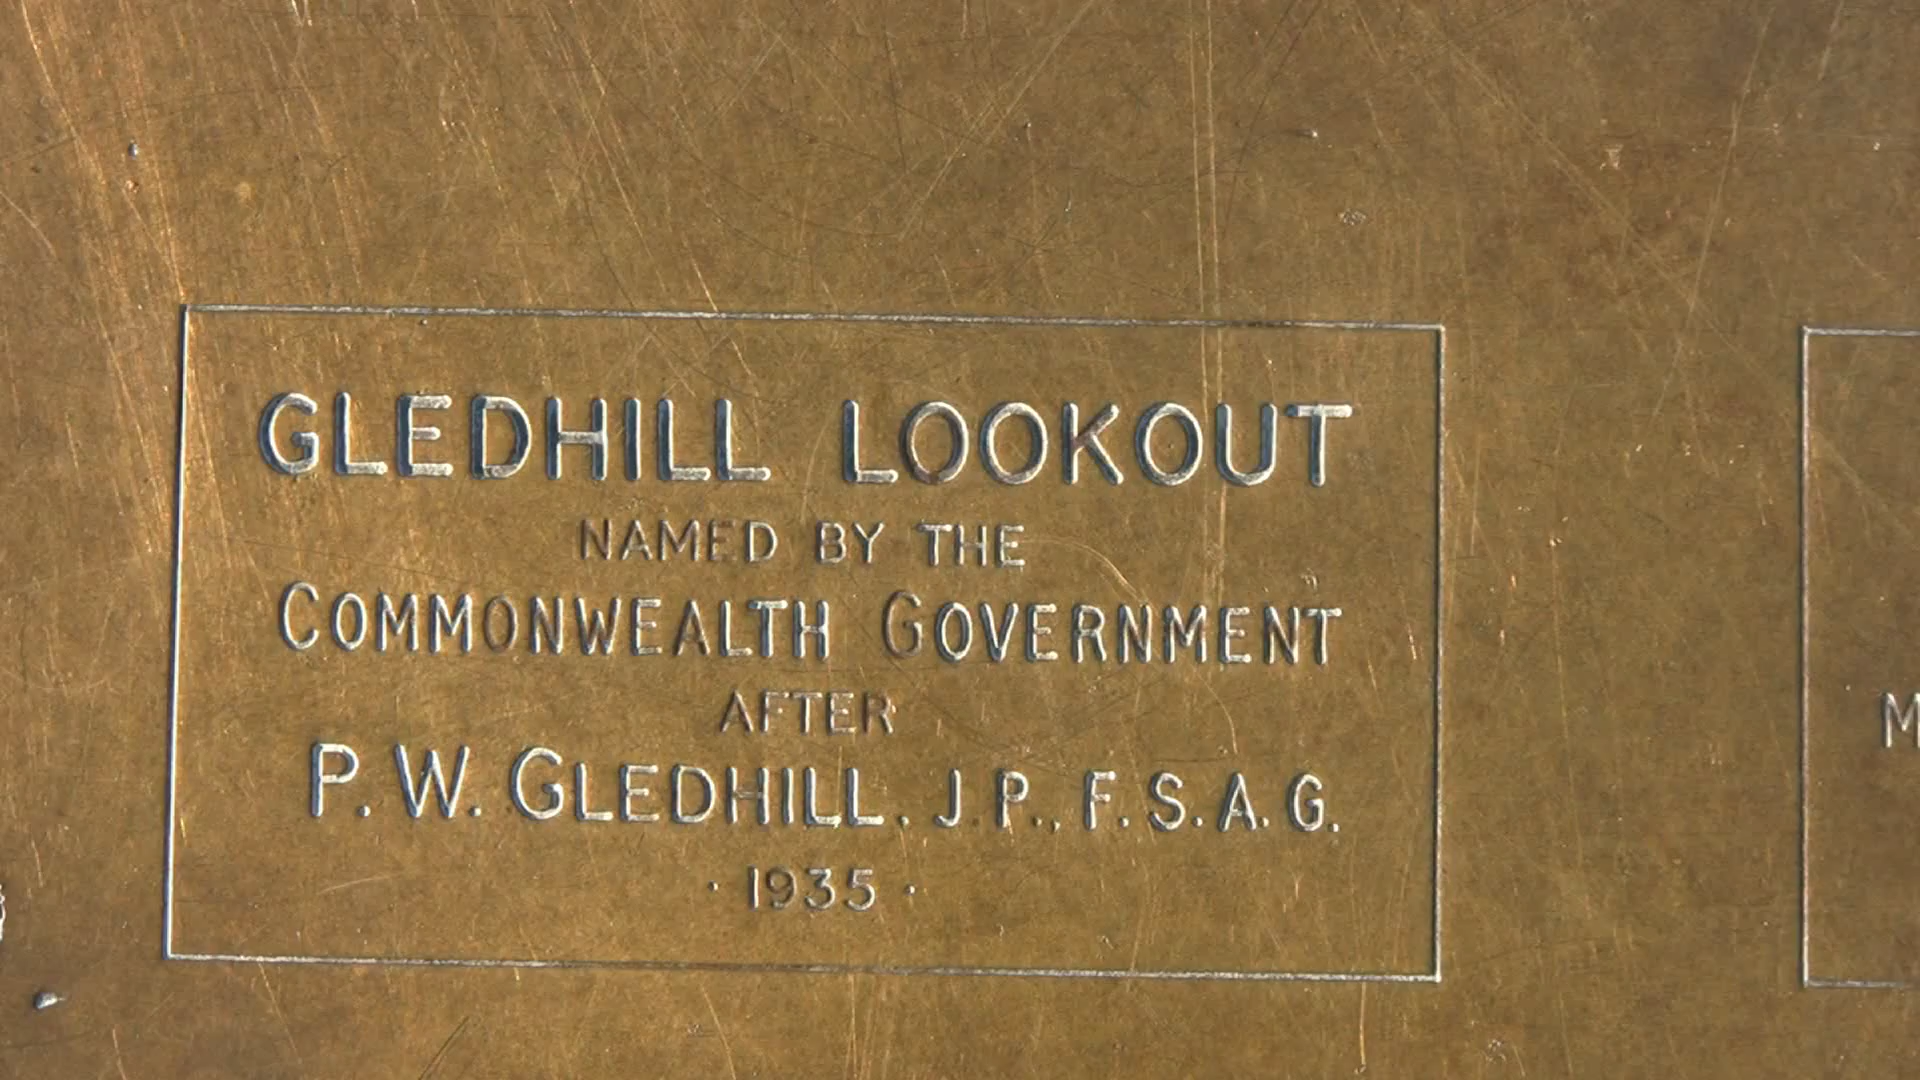 GLEDHILL LOOKOUT
NAMED BY THE
COMMONWEALTH GOVERNMENT
AFTER
P. W. GLEDHILL. J. P., F. S. A. G.
· 1935 ·
M